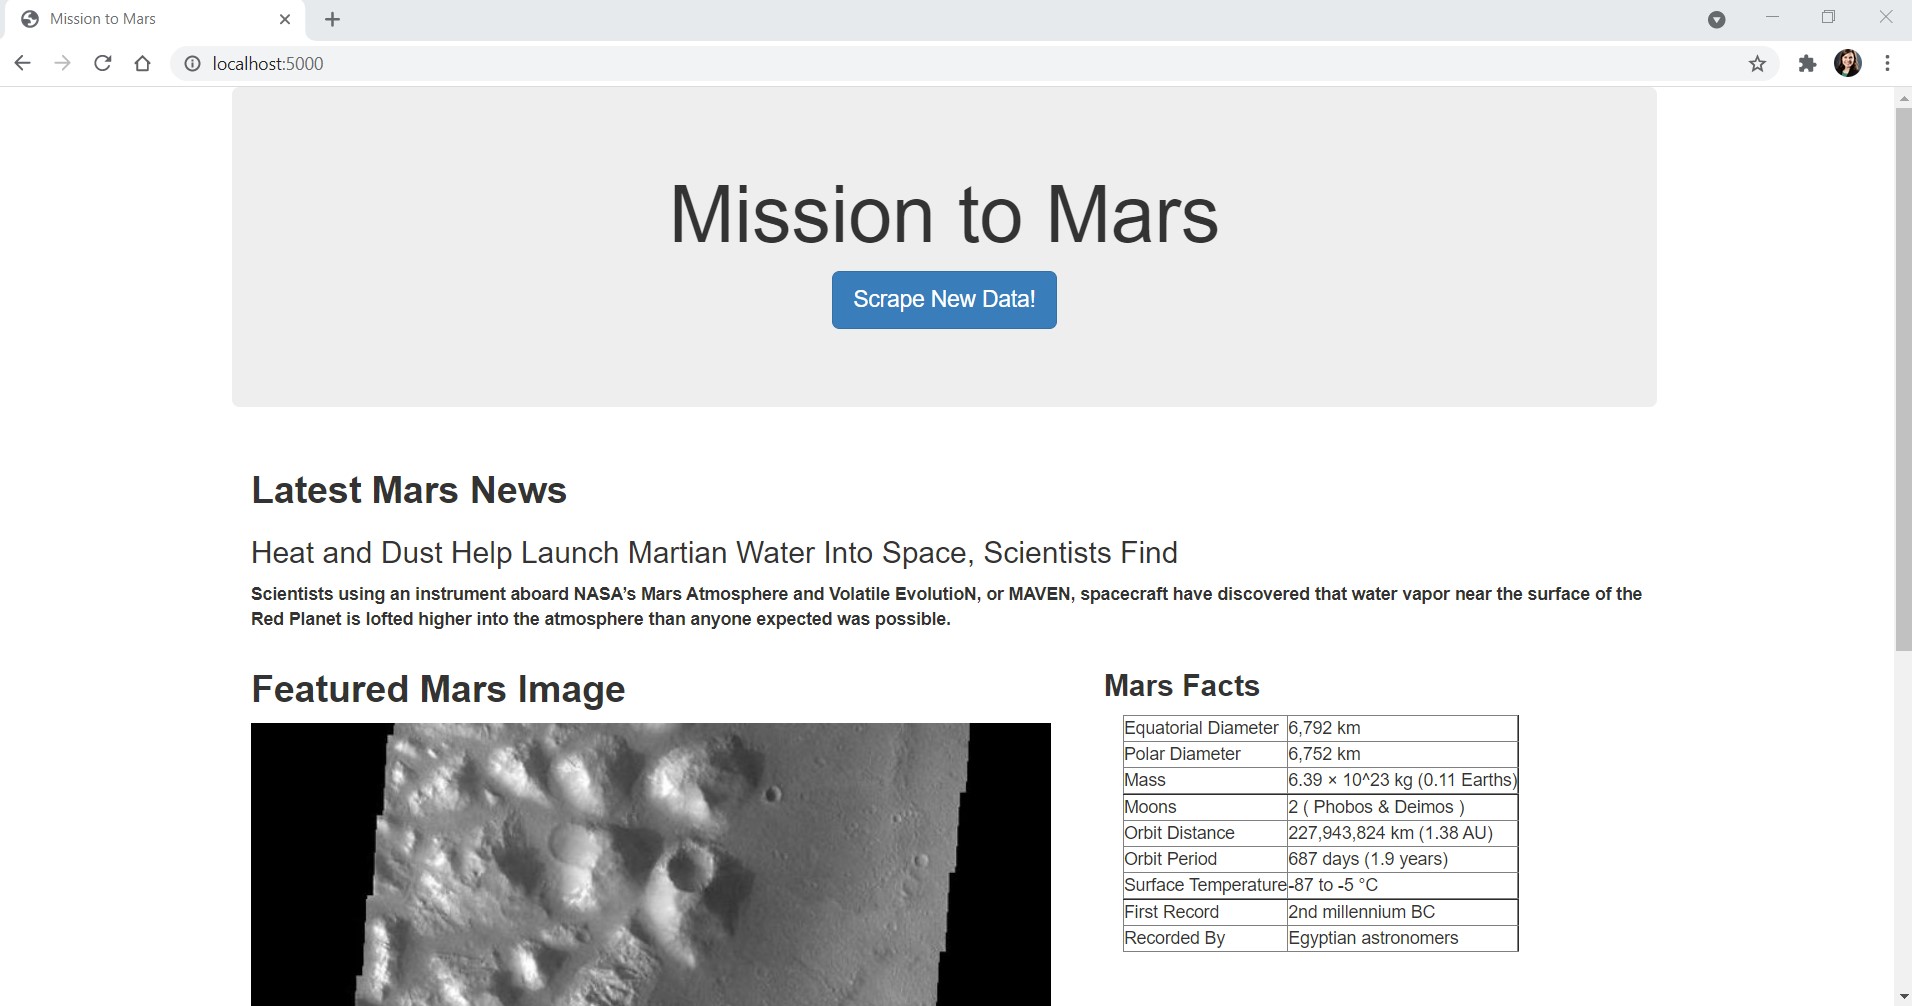 Mission to Mars
localhost:5000
Mission to Mars
Scrape New Data!
Latest Mars News
Heat and Dust Help Launch Martian Water Into Space, Scientists Find
Scientists using an instrument aboard NASA’s Mars Atmosphere and Volatile EvolutioN, or MAVEN, spacecraft have discovered that water vapor near the surface of the
Red Planet is lofted higher into the atmosphere than anyone expected was possible.
Featured Mars Image
Mars Facts
Equatorial Diameter 6,792 km
Polar Diameter 6,752 km
Mass 6.39 × 10^23 kg (0.11 Earths)
Moons 2 ( Phobos & Deimos )
Orbit Distance 227,943,824 km (1.38 AU)
Orbit Period 687 days (1.9 years)
Surface Temperature -87 to -5 °C
First Record 2nd millennium BC
Recorded By Egyptian astronomers